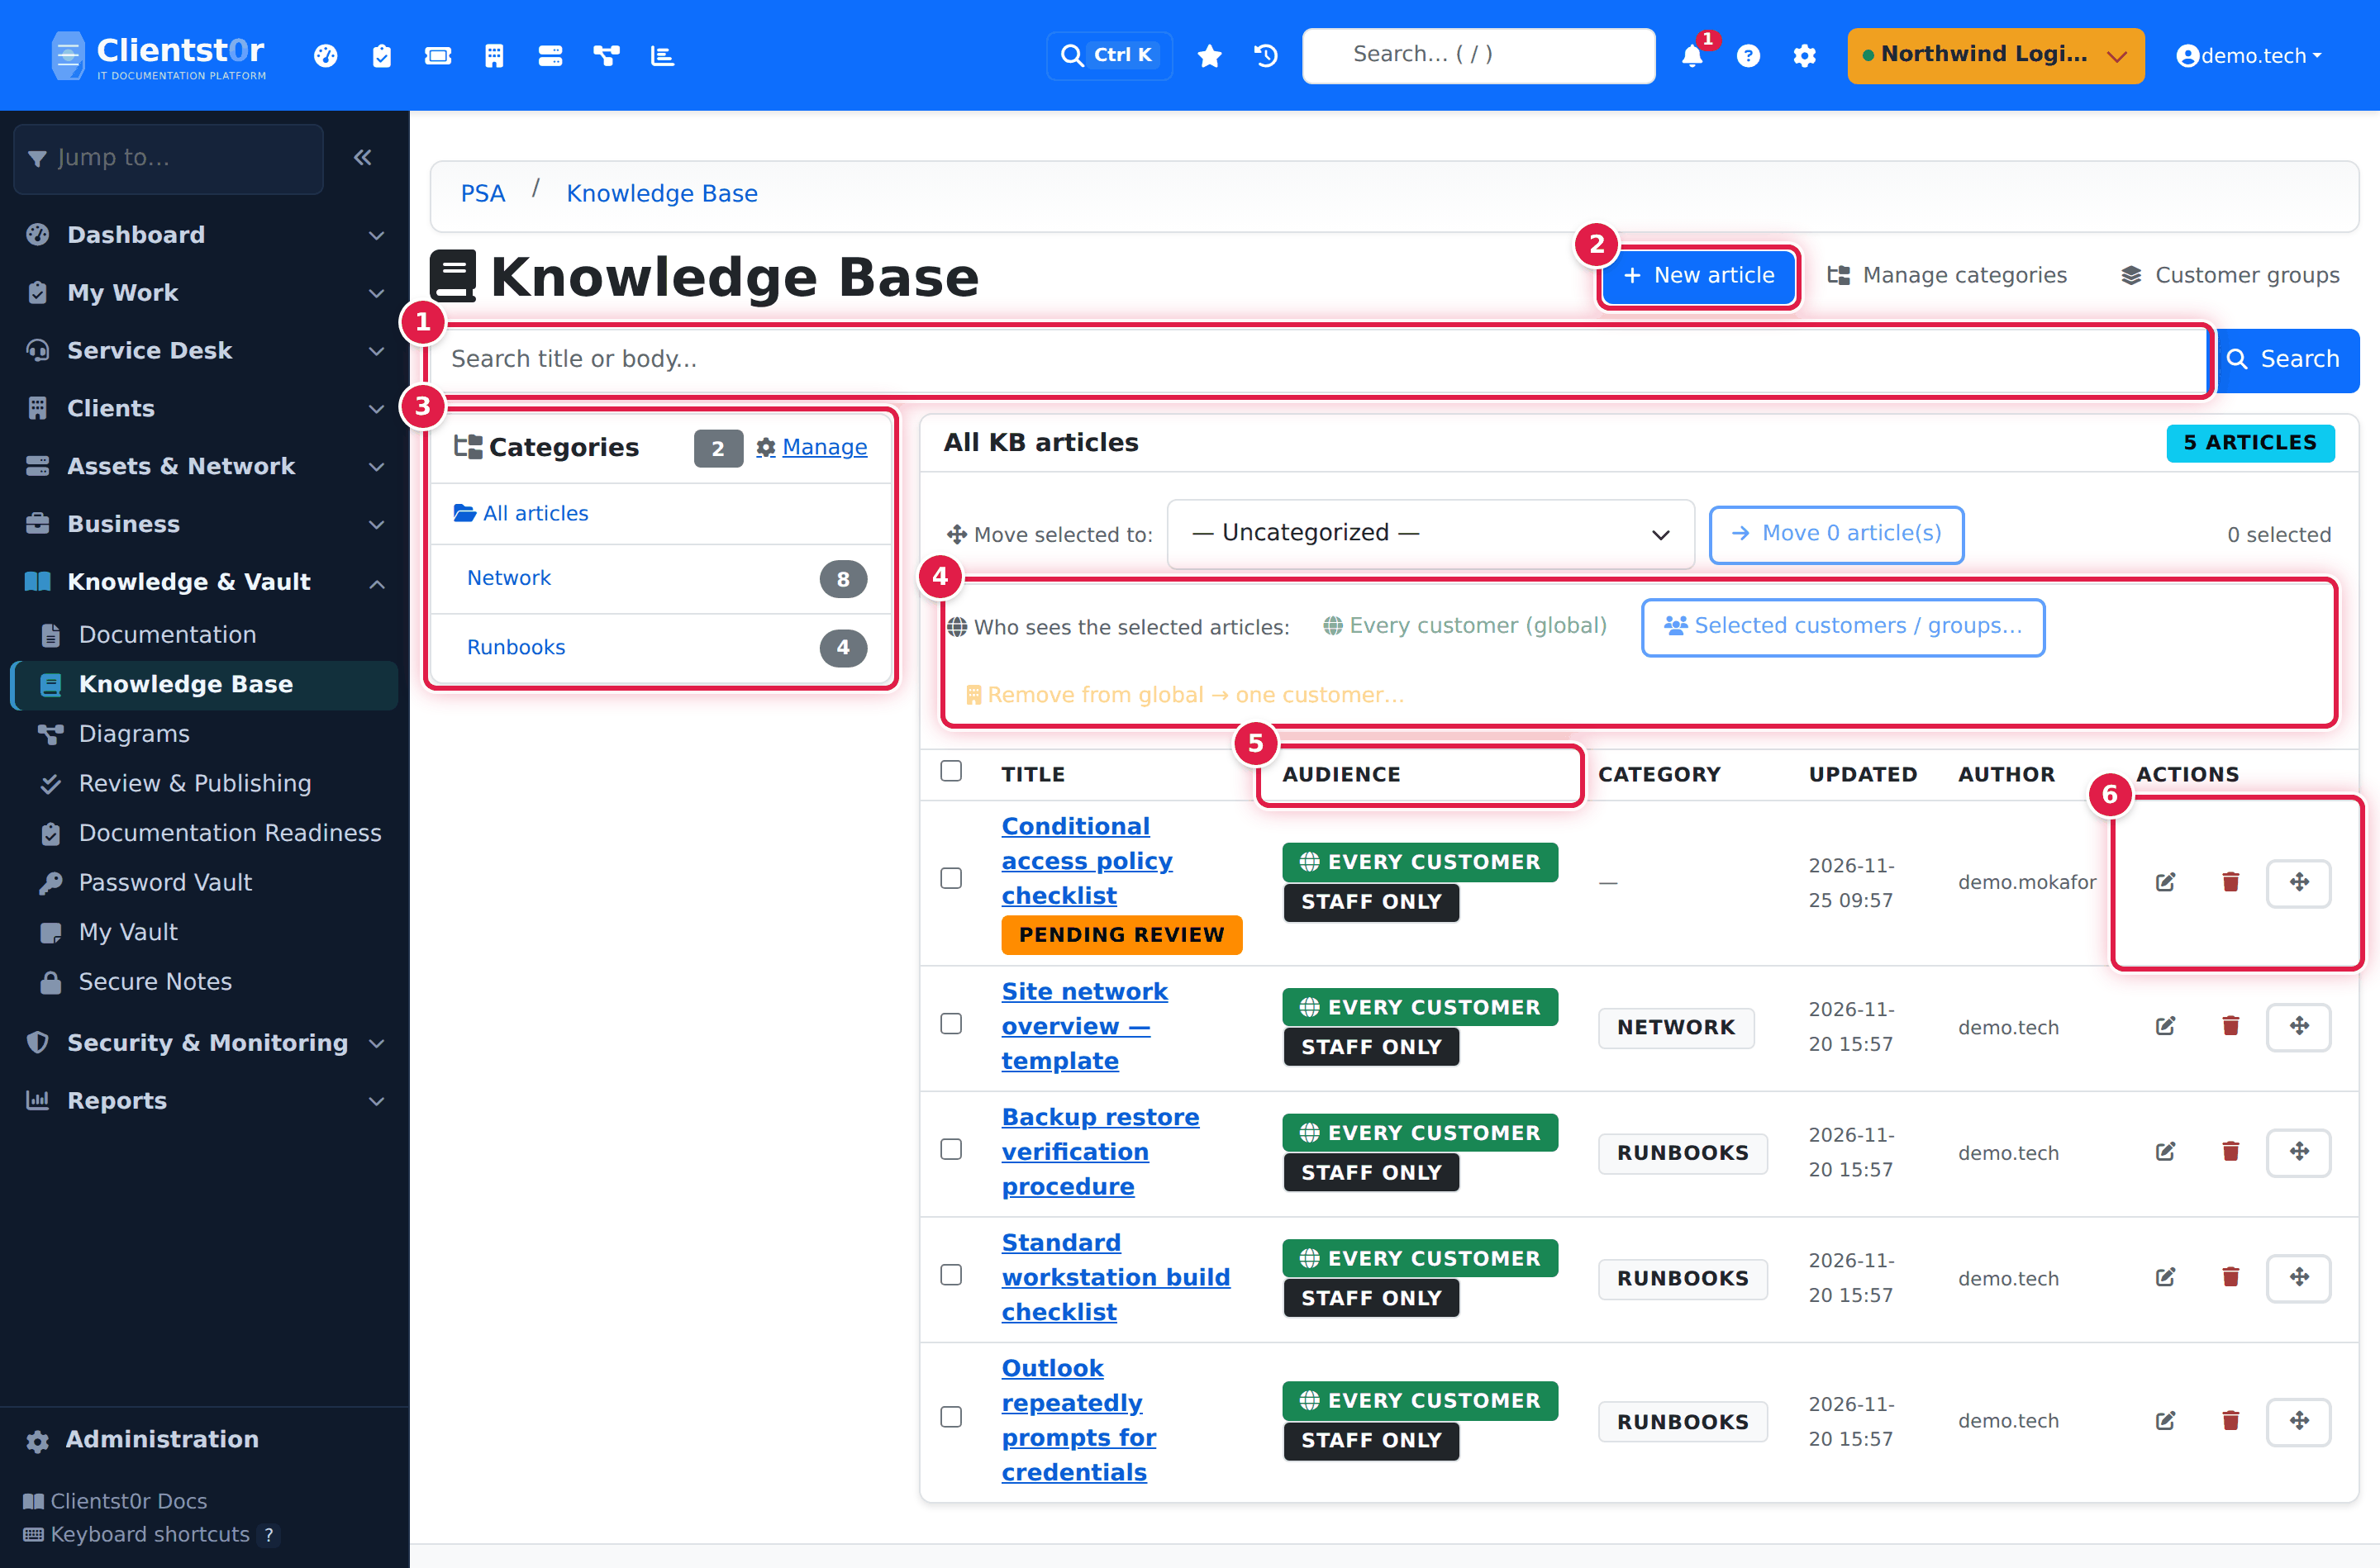 Clientst0r
IT DOCUMENTATION PLATFORM
Ctrl K
Search... ( / )
1
Northwind Logi...
demo.tech
Jump to...
Dashboard
My Work
Service Desk
Clients
Assets & Network
Business
Knowledge & Vault
Documentation
Knowledge Base
Diagrams
Review & Publishing
Documentation Readiness
Password Vault
My Vault
Secure Notes
Security & Monitoring
Reports
Administration
Clientst0r Docs
Keyboard shortcuts ?
PSA / Knowledge Base
Knowledge Base
2
New article
Manage categories
Customer groups
1
Search title or body...
Search
3
Categories 2 Manage
All articles
Network 8
Runbooks 4
All KB articles
5 ARTICLES
Move selected to: — Uncategorized — Move 0 article(s) 0 selected
4
Who sees the selected articles: Every customer (global) Selected customers / groups...
Remove from global → one customer...
5
TITLE AUDIENCE CATEGORY UPDATED AUTHOR ACTIONS
6
Conditional
access policy
checklist
PENDING REVIEW
EVERY CUSTOMER
STAFF ONLY
—
2026-11-
25 09:57
demo.mokafor
Site network
overview —
template
EVERY CUSTOMER
STAFF ONLY
NETWORK
2026-11-
20 15:57
demo.tech
Backup restore
verification
procedure
EVERY CUSTOMER
STAFF ONLY
RUNBOOKS
2026-11-
20 15:57
demo.tech
Standard
workstation build
checklist
EVERY CUSTOMER
STAFF ONLY
RUNBOOKS
2026-11-
20 15:57
demo.tech
Outlook
repeatedly
prompts for
credentials
EVERY CUSTOMER
STAFF ONLY
RUNBOOKS
2026-11-
20 15:57
demo.tech